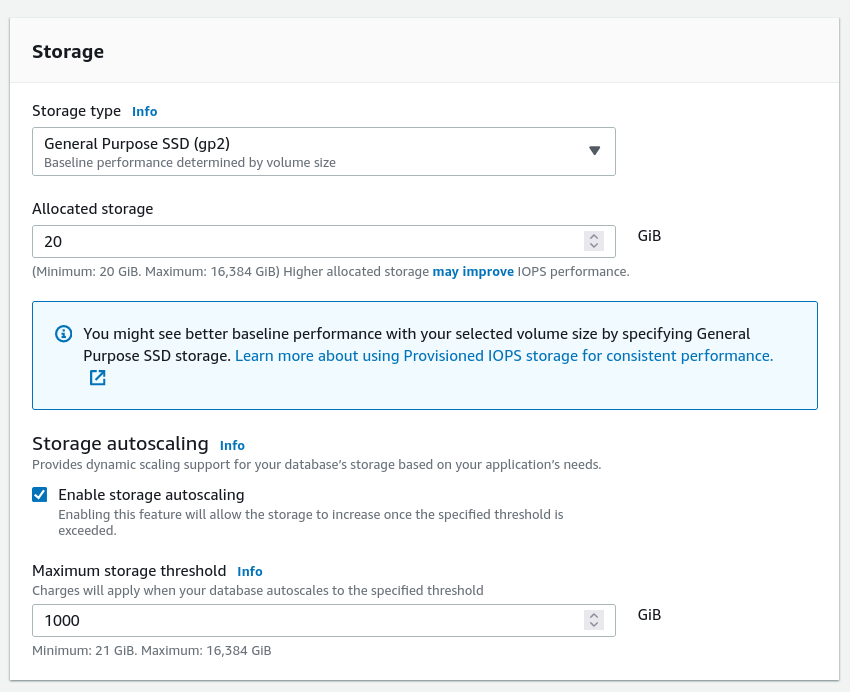 Storage
Storage type Info
General Purpose SSD (gp2)
Baseline performance determined by volume size
Allocated storage
20
GiB
(Minimum: 20 GiB. Maximum: 16,384 GiB) Higher allocated storage may improve IOPS performance.
You might see better baseline performance with your selected volume size by specifying General
Purpose SSD storage. Learn more about using Provisioned IOPS storage for consistent performance.
Storage autoscaling Info
Provides dynamic scaling support for your database’s storage based on your application’s needs.
Enable storage autoscaling
Enabling this feature will allow the storage to increase once the specified threshold is
exceeded.
Maximum storage threshold Info
Charges will apply when your database autoscales to the specified threshold
1000
GiB
Minimum: 21 GiB. Maximum: 16,384 GiB